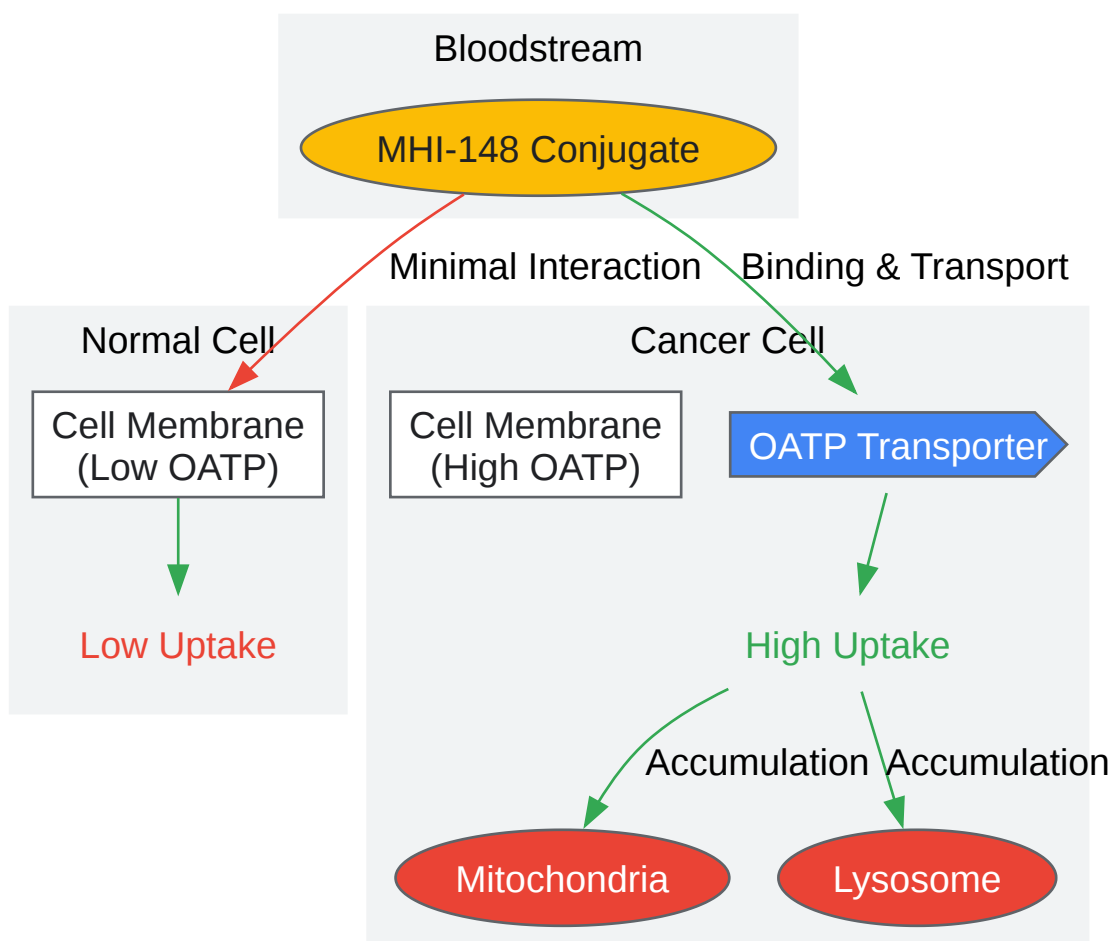 Bloodstream
MHI-148 Conjugate
Minimal Interaction
Binding & Transport
Normal Cell
Cancer Cell
Cell Membrane
(Low OATP)
Cell Membrane
(High OATP)
OATP Transporter
Low Uptake
High Uptake
Accumulation
Accumulation
Mitochondria
Lysosome